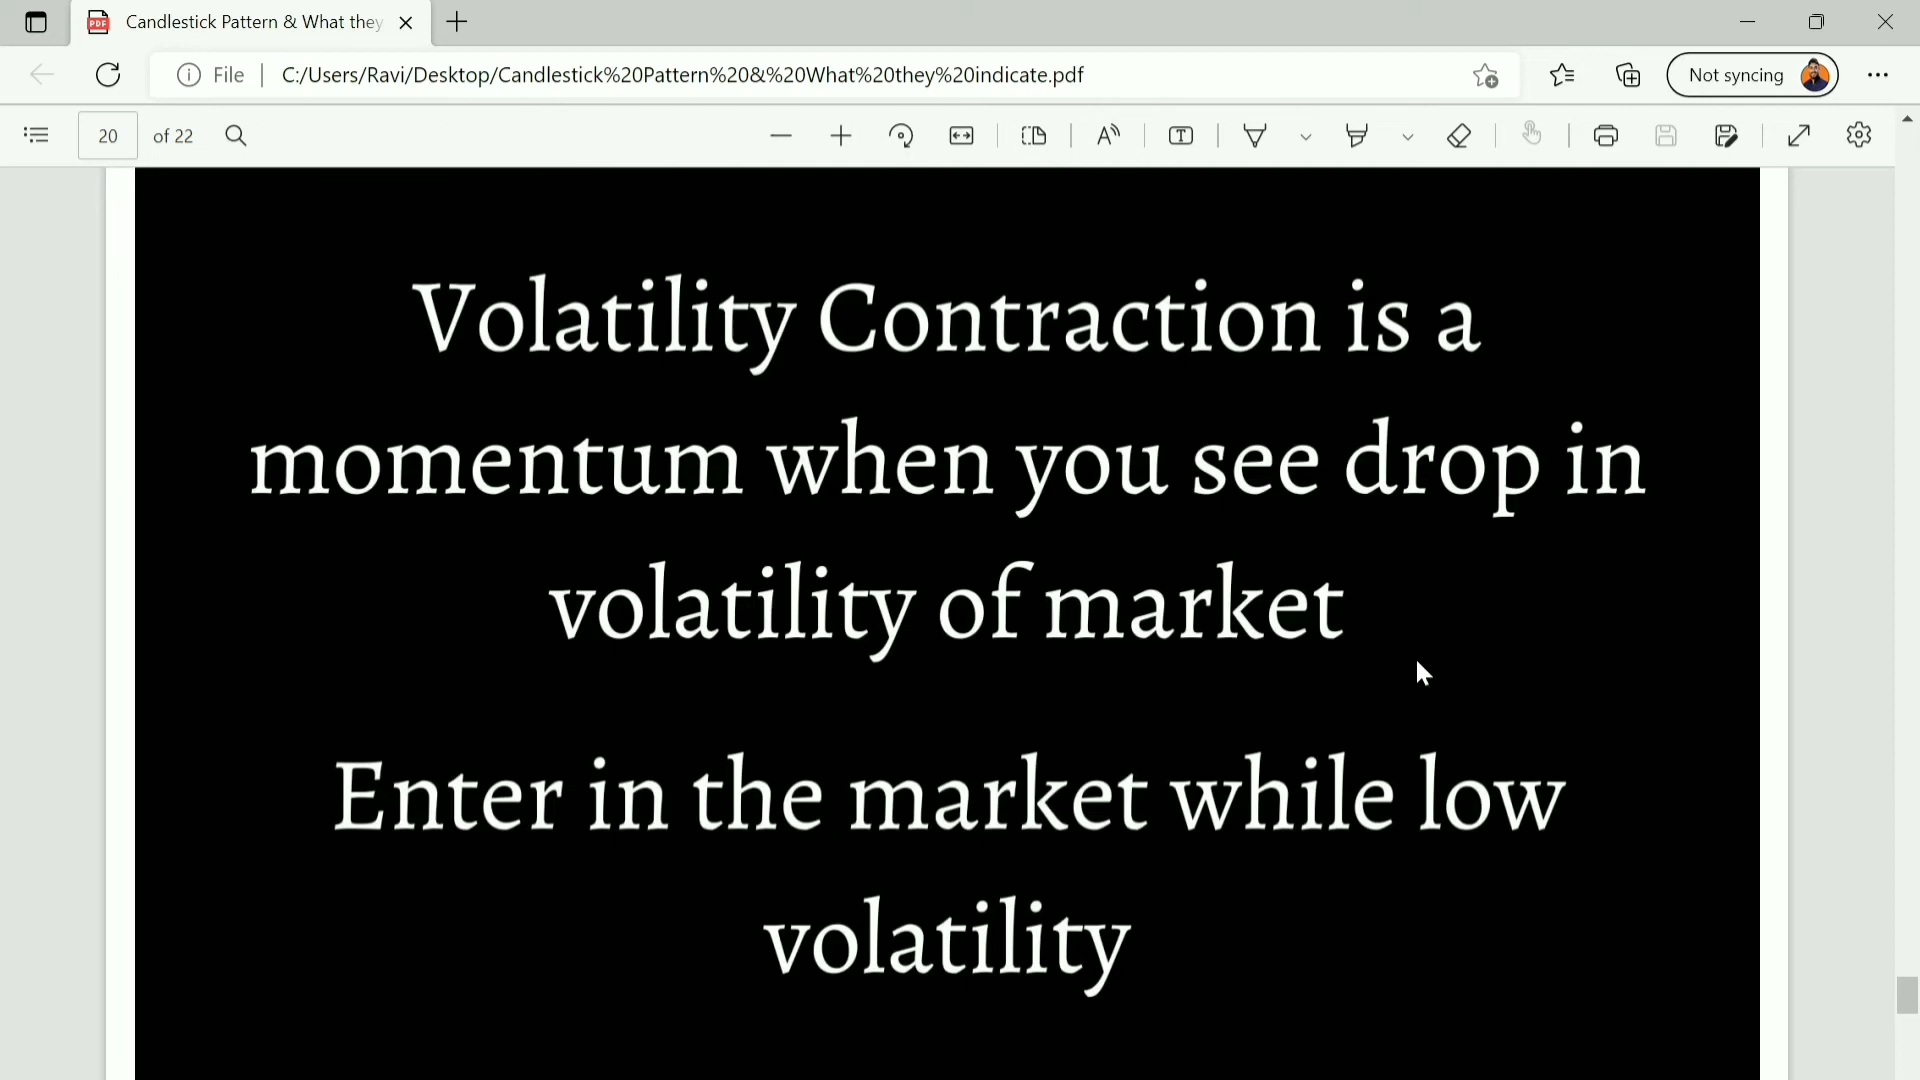 Candlestick Pattern & What they
File
C:/Users/Ravi/Desktop/Candlestick%20Pattern%20&%20What%20they%20indicate.pdf
Not syncing
20 of 22
Volatility Contraction is a
momentum when you see drop in
volatility of market
Enter in the market while low
volatility